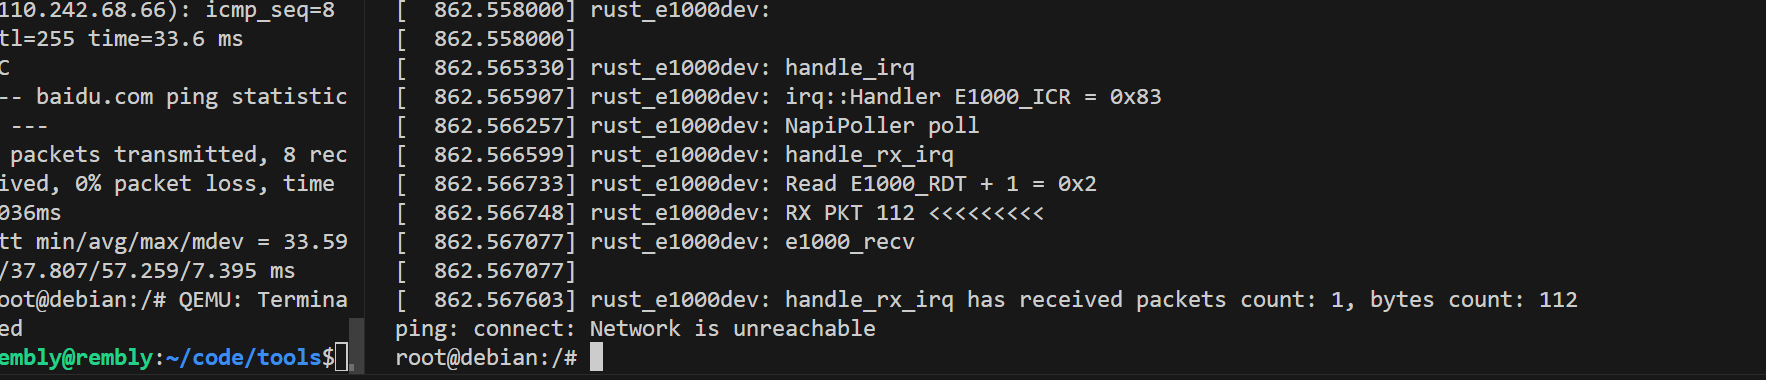 110.242.68.66): icmp_seq=8
tl=255 time=33.6 ms
C
-- baidu.com ping statistic
---
packets transmitted, 8 rec
ived, 0% packet loss, time
036ms
tt min/avg/max/mdev = 33.59
/37.807/57.259/7.395 ms
oot@debian:/# QEMU: Termina
ed
embly@rembly:~/code/tools$
[  862.558000] rust_e1000dev:
[  862.558000]
[  862.565330] rust_e1000dev: handle_irq
[  862.565907] rust_e1000dev: irq::Handler E1000_ICR = 0x83
[  862.566257] rust_e1000dev: NapiPoller poll
[  862.566599] rust_e1000dev: handle_rx_irq
[  862.566733] rust_e1000dev: Read E1000_RDT + 1 = 0x2
[  862.566748] rust_e1000dev: RX PKT 112 <<<<<<<<<
[  862.567077] rust_e1000dev: e1000_recv
[  862.567077]
[  862.567603] rust_e1000dev: handle_rx_irq has received packets count: 1, bytes count: 112
ping: connect: Network is unreachable
root@debian:/#